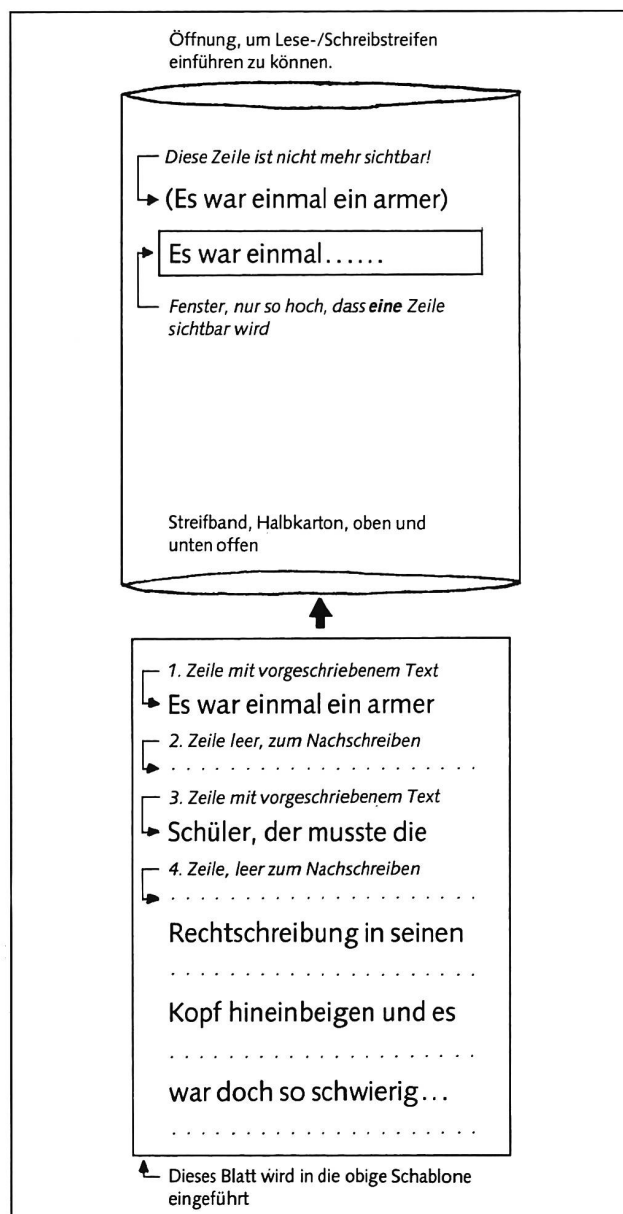 Öffnung, um Lese-/Schreibstreifen
einführen zu können.
Diese Zeile ist nicht mehr sichtbar!
(Es war einmal ein armer)
Es war einmal......
Fenster, nur so hoch, dass eine Zeile
sichtbar wird
Streifband, Halbkarton, oben und
unten offen
1. Zeile mit vorgeschriebenem Text
Es war einmal ein armer
2. Zeile leer, zum Nachschreiben
. . . . . . . . . . . . . . . . . . . . .
3. Zeile mit vorgeschriebenem Text
Schüler, der musste die
4. Zeile, leer zum Nachschreiben
. . . . . . . . . . . . . . . . . . . . .
Rechtschreibung in seinen
. . . . . . . . . . . . . . . . . . . . .
Kopf hineinbeigen und es
. . . . . . . . . . . . . . . . . . . . .
war doch so schwierig...
. . . . . . . . . . . . . . . . . . . . .
Dieses Blatt wird in die obige Schablone
eingeführt